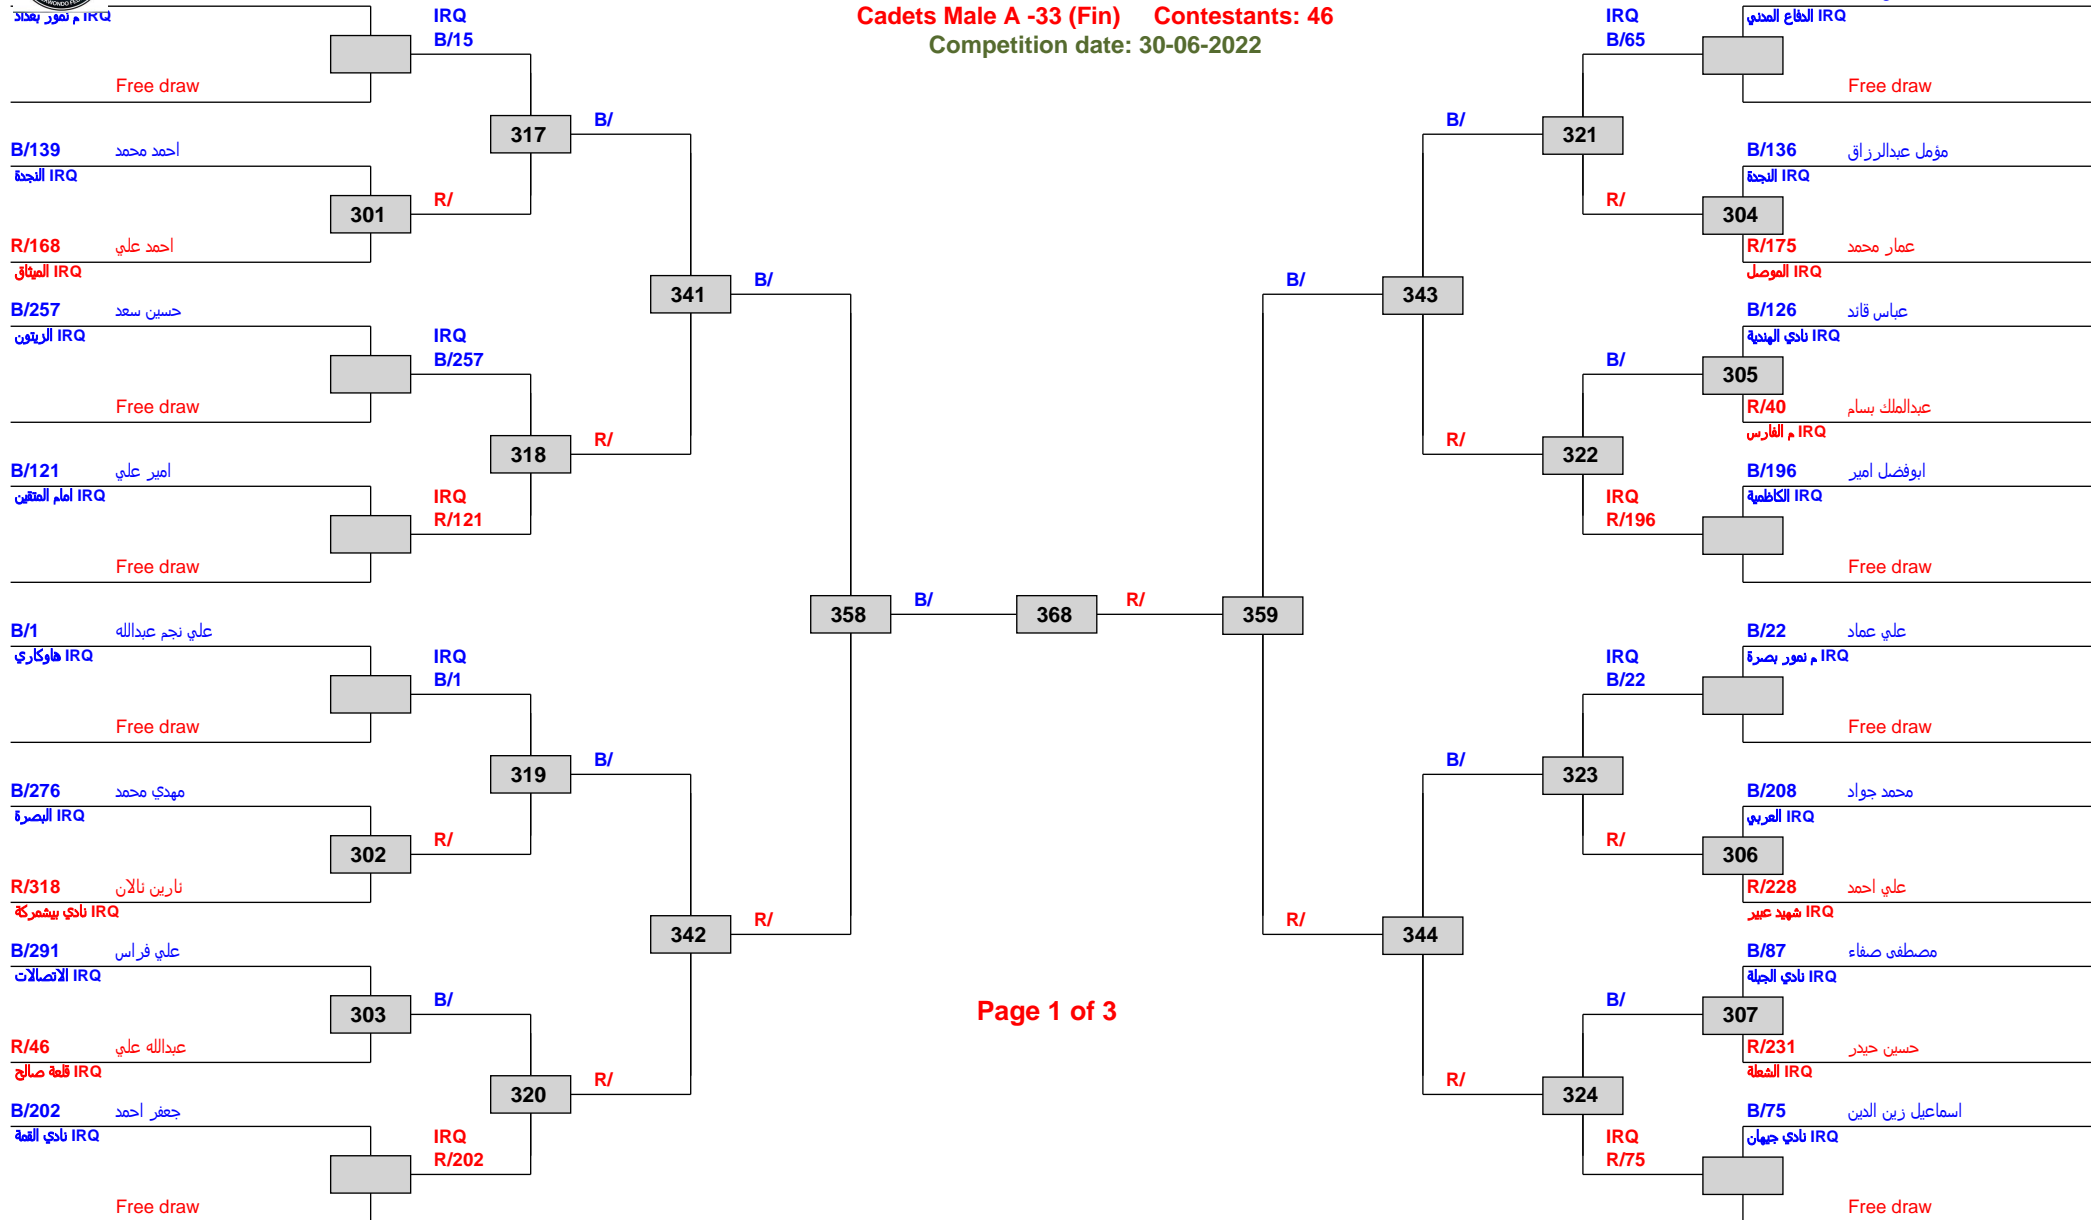 Cadets Male A -33 (Fin) Contestants: 46
Competition date: 30-06-2022
IRQ م نمور بغداد
Free draw
IRQ
B/15
B/139 احمد محمد
IRQ النجدة
301
R/168 احمد علي
IRQ الميثاق
R/
317
B/
B/257 حسين سعد
IRQ الزيتون
Free draw
IRQ
B/257
318
R/
B/121 امير علي
IRQ امام المتقين
Free draw
IRQ
R/121
341
B/
B/1 علي نجم عبدالله
IRQ هاوكاري
Free draw
IRQ
B/1
319
B/
B/276 مهدي محمد
IRQ البصرة
302
R/
R/318 نارين نالان
IRQ نادي بيشمركة
342
R/
B/291 علي فراس
IRQ الاتصالات
303
B/
R/46 عبدالله علي
IRQ قلعة صالح
320
R/
B/202 جعفر احمد
IRQ نادي القمة
Free draw
IRQ
R/202
358
B/
368
R/
359
Page 1 of 3
IRQ الدفاع المدني
Free draw
IRQ
B/65
321
B/
B/136 مؤمل عبدالرزاق
IRQ النجدة
304
R/
R/175 عمار محمد
IRQ الموصل
343
B/
B/126 عباس قائد
IRQ نادي الهندية
305
B/
R/40 عبدالملك بسام
IRQ م الفارس
322
R/
B/196 ابوفضل امير
IRQ الكاظمية
Free draw
IRQ
R/196
B/22 علي عماد
IRQ م نمور بصرة
Free draw
IRQ
B/22
323
B/
B/208 محمد جواد
IRQ العربي
306
R/
R/228 علي احمد
IRQ شهيد عبير
344
R/
B/87 مصطفى صفاء
IRQ نادي الجبلة
307
B/
R/231 حسين حيدر
IRQ الشعلة
324
R/
B/75 اسماعيل زين الدين
IRQ نادي جيهان
Free draw
IRQ
R/75